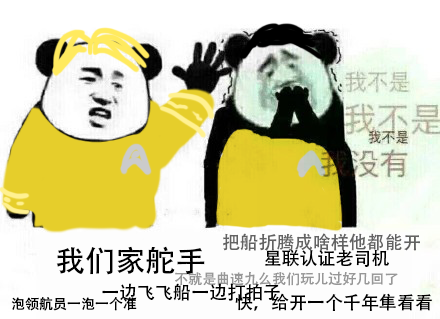 我不是
我不是
我不是
我没有
把船折腾成啥样他都能开
我们家舵手
星联认证老司机
不就是曲速九么我们玩儿过好几回了
一边飞飞船一边打拍子
泡领航员一泡一个准
快，给开一个千年隼看看